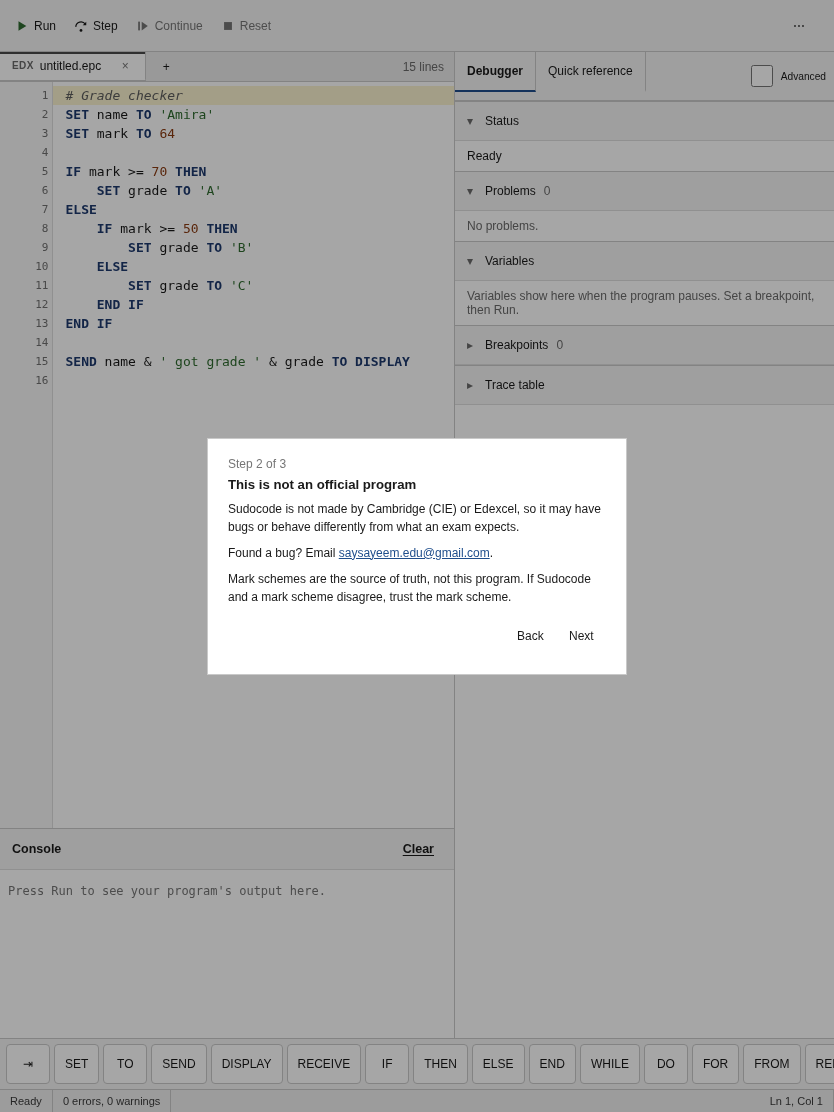 Run Step Continue Reset ⋯
EDX untitled.epc × + 15 lines
Debugger Quick reference Advanced
1 # Grade checker
2 SET name TO 'Amira'
3 SET mark TO 64
4
5 IF mark >= 70 THEN
6 SET grade TO 'A'
7 ELSE
8 IF mark >= 50 THEN
9 SET grade TO 'B'
10 ELSE
11 SET grade TO 'C'
12 END IF
13 END IF
14
15 SEND name & ' got grade ' & grade TO DISPLAY
16
▾ Status
Ready
▾ Problems 0
No problems.
▾ Variables
Variables show here when the program pauses. Set a breakpoint,
then Run.
▸ Breakpoints 0
▸ Trace table
Step 2 of 3
This is not an official program
Sudocode is not made by Cambridge (CIE) or Edexcel, so it may have
bugs or behave differently from what an exam expects.
Found a bug? Email saysayeem.edu@gmail.com.
Mark schemes are the source of truth, not this program. If Sudocode
and a mark scheme disagree, trust the mark scheme.
Back Next
Console Clear
Press Run to see your program's output here.
⇥ SET TO SEND DISPLAY RECEIVE IF THEN ELSE END WHILE DO FOR FROM
Ready 0 errors, 0 warnings Ln 1, Col 1